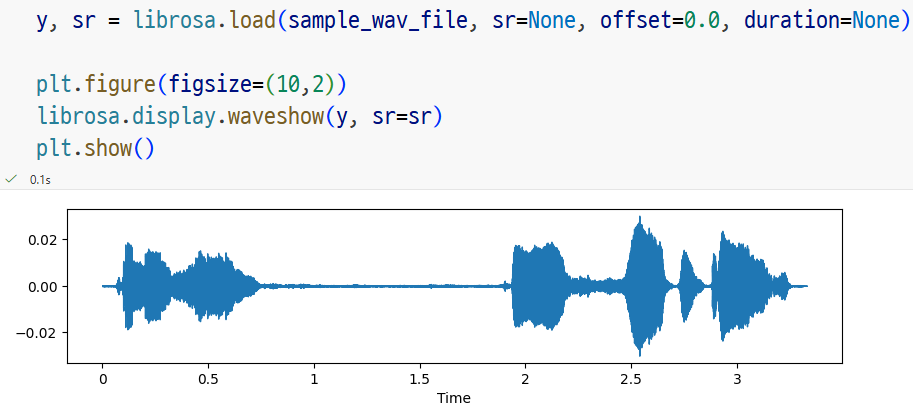 y, sr = librosa.load(sample_wav_file, sr=None, offset=0.0, duration=None)
plt.figure(figsize=(10,2))
librosa.display.waveshow(y, sr=sr)
plt.show()
0.1s
0.02
0.00
−0.02
0 0.5 1 1.5 2 2.5 3
Time